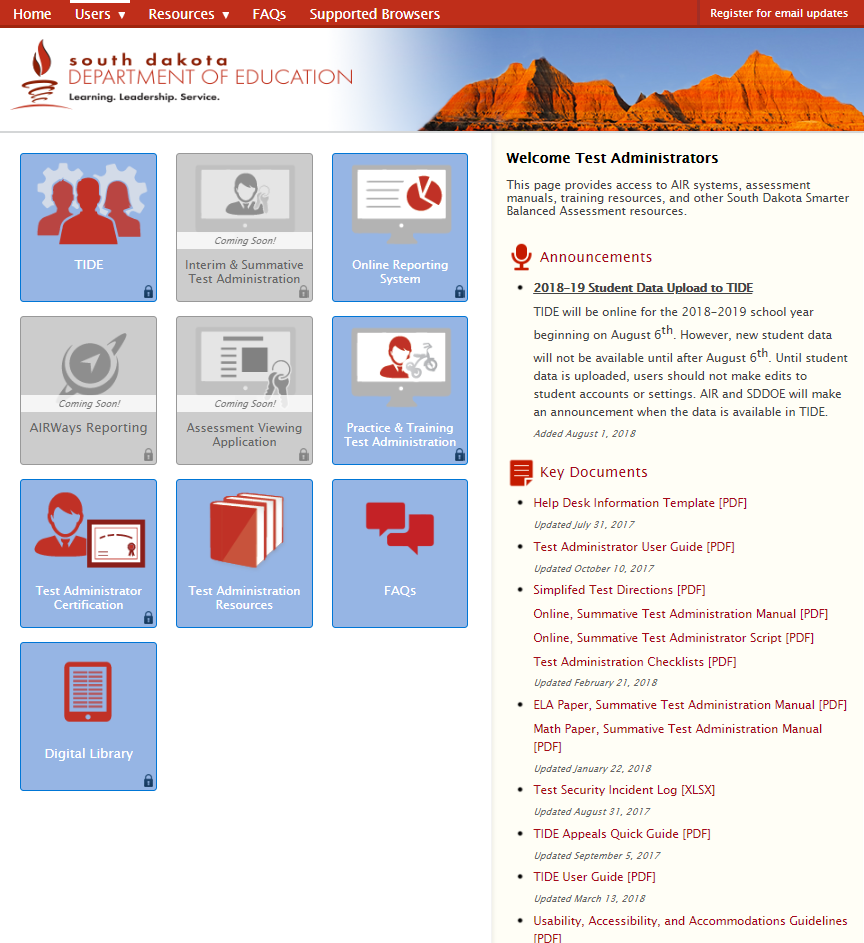 Home Users ▼ Resources ▼ FAQs Supported Browsers Register for email updates
south dakota
DEPARTMENT OF EDUCATION
Learning. Leadership. Service.
TIDE
Coming Soon!
Interim & Summative
Test Administration
Online Reporting
System
Coming Soon!
AIRWays Reporting
Coming Soon!
Assessment Viewing
Application
Practice & Training
Test Administration
Test Administrator
Certification
Test Administration
Resources
FAQs
Digital Library
Welcome Test Administrators
This page provides access to AIR systems, assessment
manuals, training resources, and other South Dakota Smarter
Balanced Assessment resources.
Announcements
• 2018-19 Student Data Upload to TIDE
TIDE will be online for the 2018-2019 school year
beginning on August 6th. However, new student data
will not be available until after August 6th. Until student
data is uploaded, users should not make edits to
student accounts or settings. AIR and SDDOE will make
an announcement when the data is available in TIDE.
Added August 1, 2018
Key Documents
• Help Desk Information Template [PDF]
Updated July 31, 2017
• Test Administrator User Guide [PDF]
Updated October 10, 2017
• Simplifed Test Directions [PDF]
Online, Summative Test Administration Manual [PDF]
Online, Summative Test Administrator Script [PDF]
Test Administration Checklists [PDF]
Updated February 21, 2018
• ELA Paper, Summative Test Administration Manual [PDF]
Math Paper, Summative Test Administration Manual
[PDF]
Updated January 22, 2018
• Test Security Incident Log [XLSX]
Updated August 31, 2017
• TIDE Appeals Quick Guide [PDF]
Updated September 5, 2017
• TIDE User Guide [PDF]
Updated March 13, 2018
• Usability, Accessibility, and Accommodations Guidelines
[PDF]